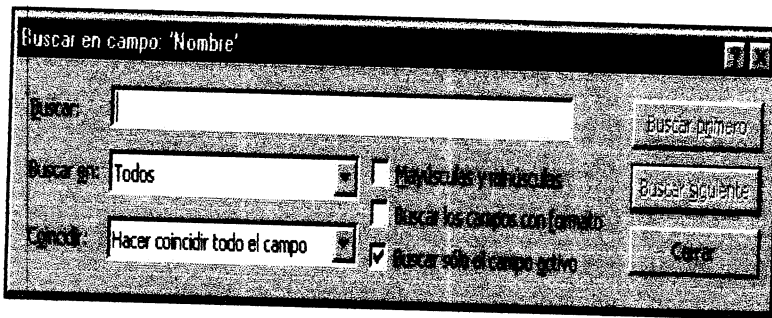 Buscar en campo: 'Nombre'
Buscar:
Buscar primero
Buscar en: Todos
Mayúsculas y minúsculas
Buscar siguiente
Buscar los campos con formato
Coincidir: Hacer coincidir todo el campo
Buscar sólo el campo activo
Cerrar